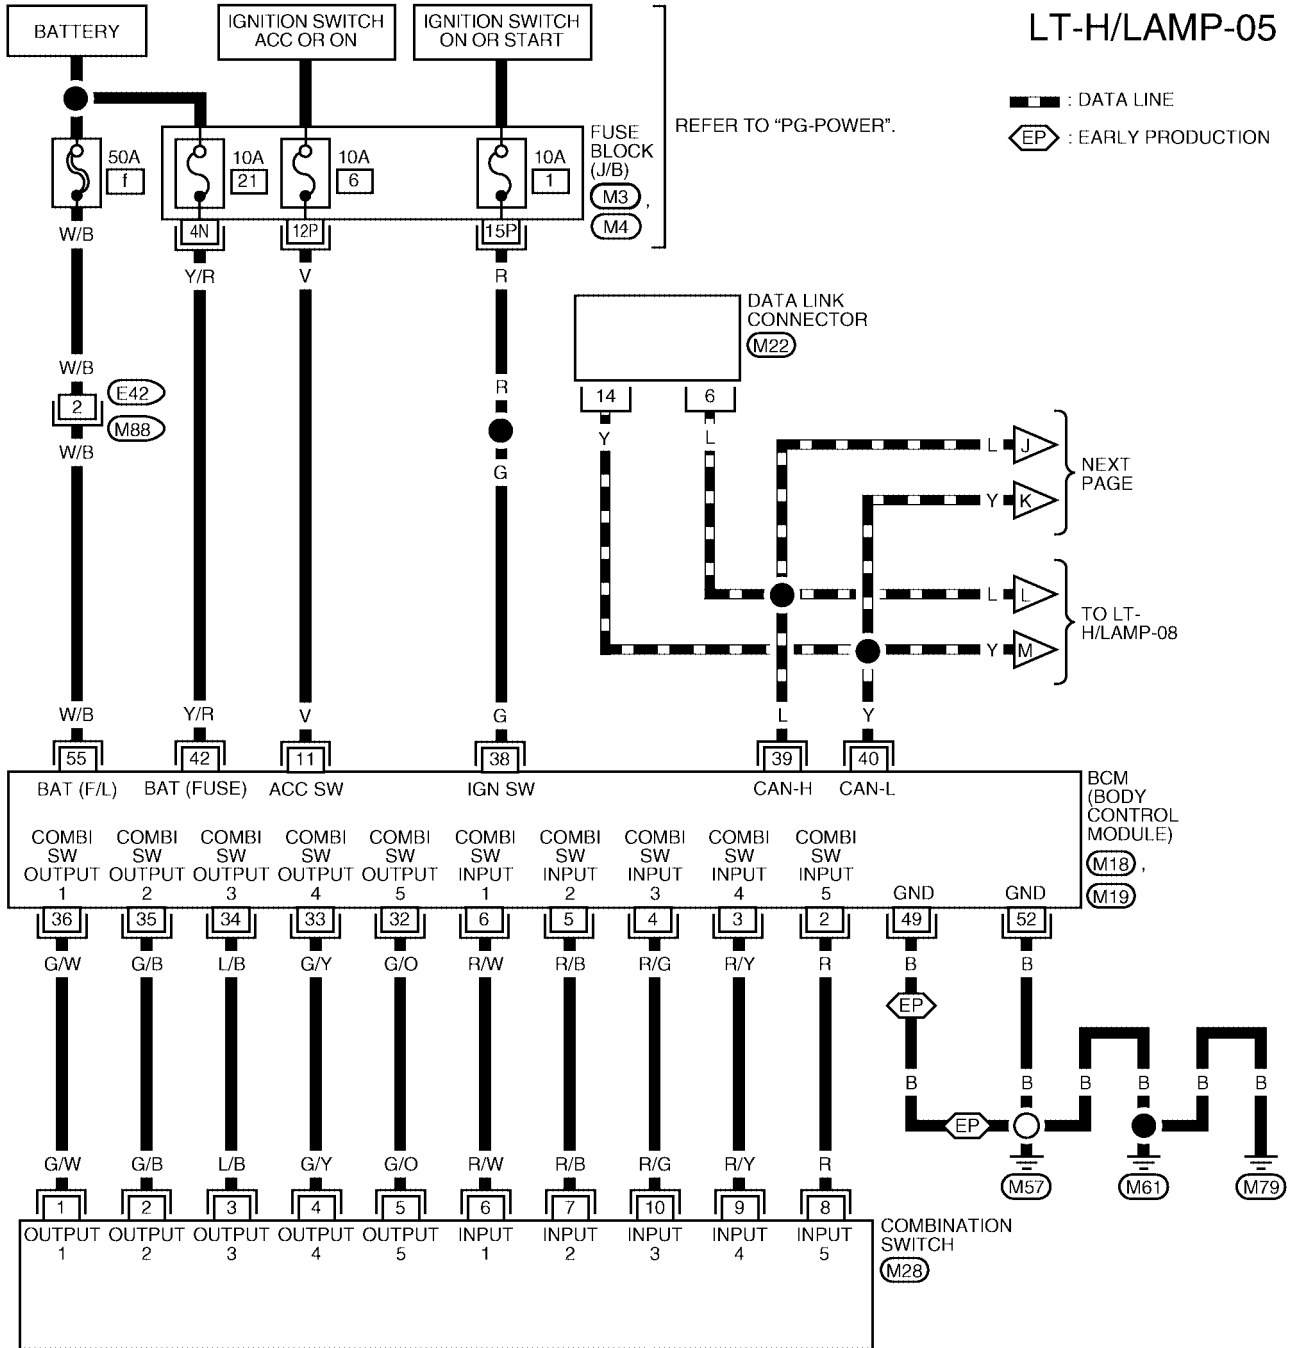 LT-H/LAMP-05
BATTERY
IGNITION SWITCH
ACC OR ON
IGNITION SWITCH
ON OR START
: DATA LINE
EP : EARLY PRODUCTION
REFER TO “PG-POWER”.
50A
f
10A
21
10A
6
10A
1
FUSE
BLOCK
(J/B)
M3 ,
M4
4N
12P
15P
W/B
Y/R
V
R
DATA LINK
CONNECTOR
M22
14
6
Y
L
W/B
2
E42
M88
W/B
R
G
L
J
Y
K
NEXT
PAGE
L
L
Y
M
TO LT-
H/LAMP-08
W/B
Y/R
V
G
L
Y
55
42
11
38
39
40
BAT (F/L)
BAT (FUSE)
ACC SW
IGN SW
CAN-H
CAN-L
BCM
(BODY
CONTROL
MODULE)
M18 ,
M19
COMBI
SW
OUTPUT
1
COMBI
SW
OUTPUT
2
COMBI
SW
OUTPUT
3
COMBI
SW
OUTPUT
4
COMBI
SW
OUTPUT
5
COMBI
SW
INPUT
1
COMBI
SW
INPUT
2
COMBI
SW
INPUT
3
COMBI
SW
INPUT
4
COMBI
SW
INPUT
5
GND
GND
36
35
34
33
32
6
5
4
3
2
49
52
G/W
G/B
L/B
G/Y
G/O
R/W
R/B
R/G
R/Y
R
B
B
EP
B
B
B
B
B
B
EP
G/W
G/B
L/B
G/Y
G/O
R/W
R/B
R/G
R/Y
R
M57
M61
M79
1
2
3
4
5
6
7
10
9
8
OUTPUT
1
OUTPUT
2
OUTPUT
3
OUTPUT
4
OUTPUT
5
INPUT
1
INPUT
2
INPUT
3
INPUT
4
INPUT
5
COMBINATION
SWITCH
M28